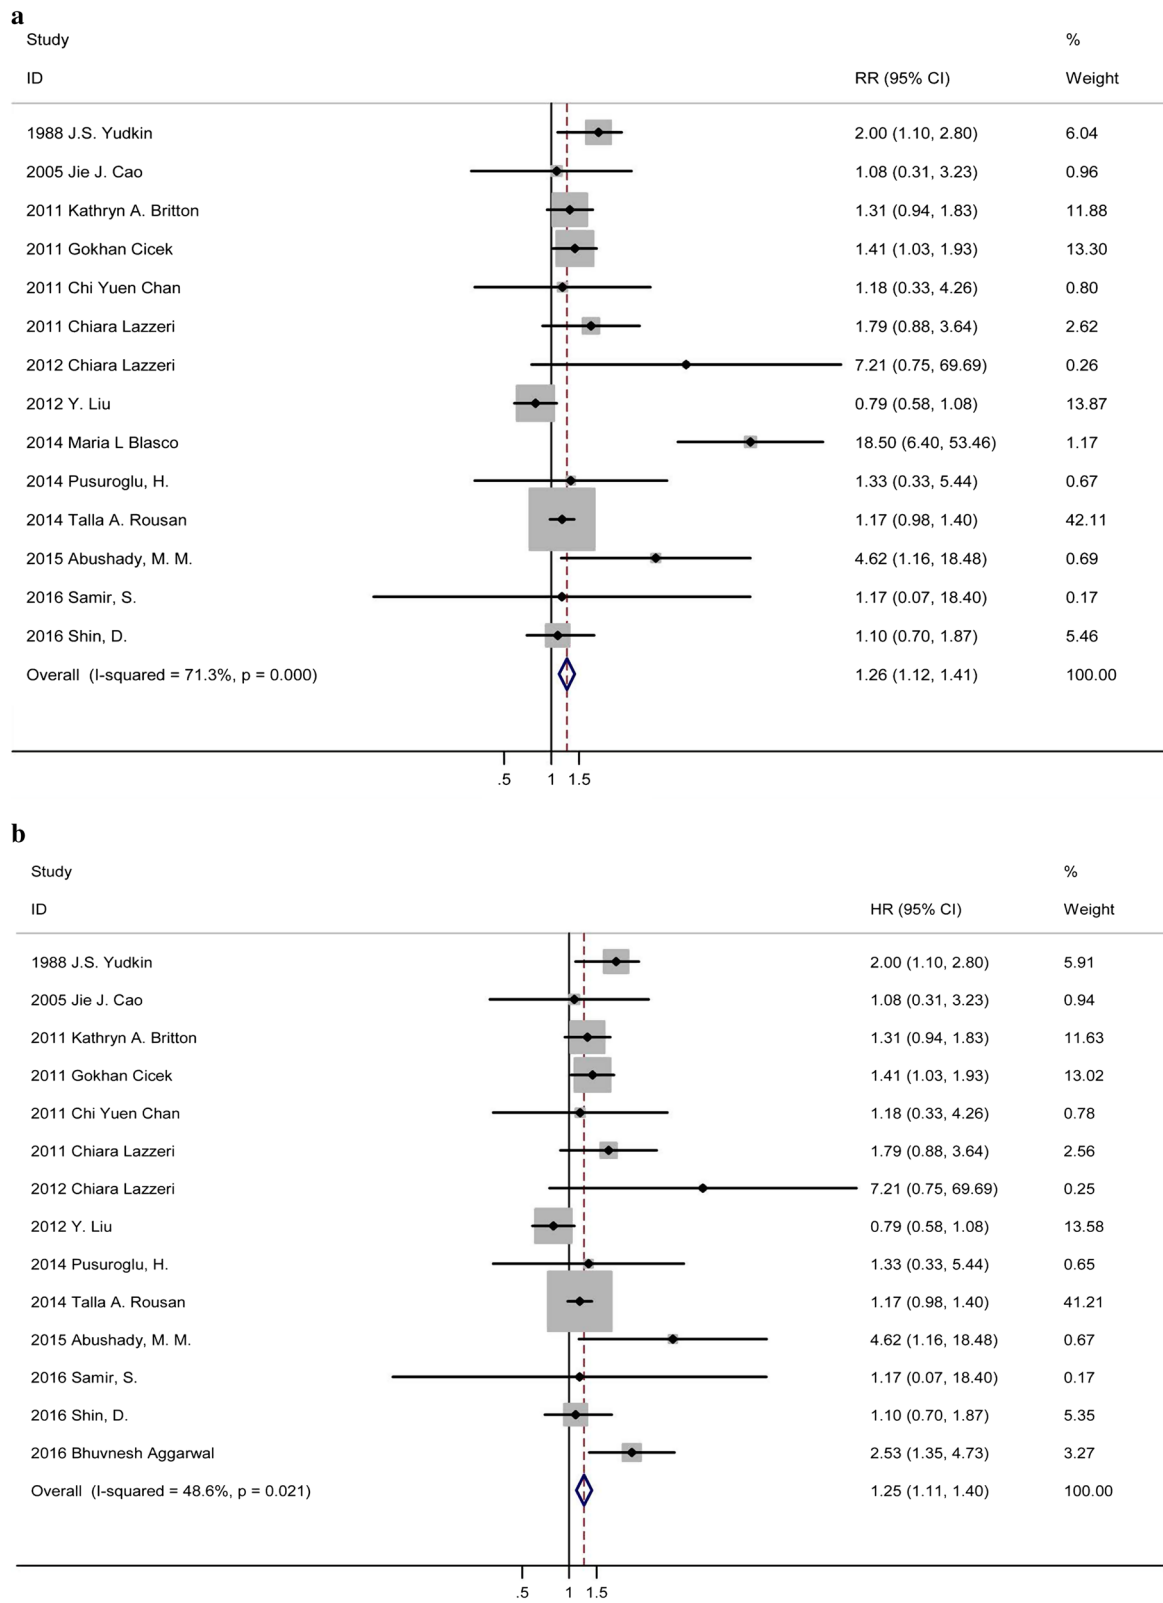 a
Study %
ID RR (95% CI) Weight
1988 J.S. Yudkin 2.00 (1.10, 2.80) 6.04
2005 Jie J. Cao 1.08 (0.31, 3.23) 0.96
2011 Kathryn A. Britton 1.31 (0.94, 1.83) 11.88
2011 Gokhan Cicek 1.41 (1.03, 1.93) 13.30
2011 Chi Yuen Chan 1.18 (0.33, 4.26) 0.80
2011 Chiara Lazzeri 1.79 (0.88, 3.64) 2.62
2012 Chiara Lazzeri 7.21 (0.75, 69.69) 0.26
2012 Y. Liu 0.79 (0.58, 1.08) 13.87
2014 Maria L Blasco 18.50 (6.40, 53.46) 1.17
2014 Pusuroglu, H. 1.33 (0.33, 5.44) 0.67
2014 Talla A. Rousan 1.17 (0.98, 1.40) 42.11
2015 Abushady, M. M. 4.62 (1.16, 18.48) 0.69
2016 Samir, S. 1.17 (0.07, 18.40) 0.17
2016 Shin, D. 1.10 (0.70, 1.87) 5.46
Overall (I-squared = 71.3%, p = 0.000) 1.26 (1.12, 1.41) 100.00
.5 1 1.5
b
Study %
ID HR (95% CI) Weight
1988 J.S. Yudkin 2.00 (1.10, 2.80) 5.91
2005 Jie J. Cao 1.08 (0.31, 3.23) 0.94
2011 Kathryn A. Britton 1.31 (0.94, 1.83) 11.63
2011 Gokhan Cicek 1.41 (1.03, 1.93) 13.02
2011 Chi Yuen Chan 1.18 (0.33, 4.26) 0.78
2011 Chiara Lazzeri 1.79 (0.88, 3.64) 2.56
2012 Chiara Lazzeri 7.21 (0.75, 69.69) 0.25
2012 Y. Liu 0.79 (0.58, 1.08) 13.58
2014 Pusuroglu, H. 1.33 (0.33, 5.44) 0.65
2014 Talla A. Rousan 1.17 (0.98, 1.40) 41.21
2015 Abushady, M. M. 4.62 (1.16, 18.48) 0.67
2016 Samir, S. 1.17 (0.07, 18.40) 0.17
2016 Shin, D. 1.10 (0.70, 1.87) 5.35
2016 Bhuvnesh Aggarwal 2.53 (1.35, 4.73) 3.27
Overall (I-squared = 48.6%, p = 0.021) 1.25 (1.11, 1.40) 100.00
.5 1 1.5